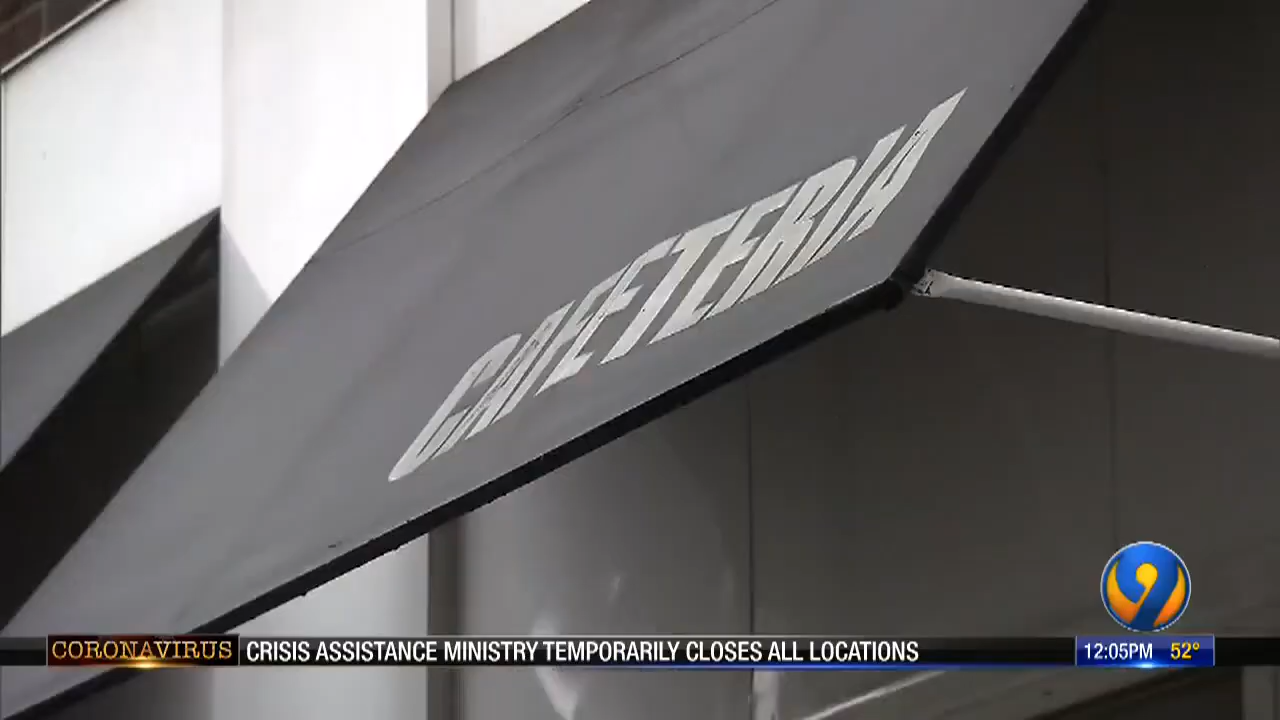 CAFETERIA
9
CORONAVIRUS CRISIS ASSISTANCE MINISTRY TEMPORARILY CLOSES ALL LOCATIONS 12:05PM 52°